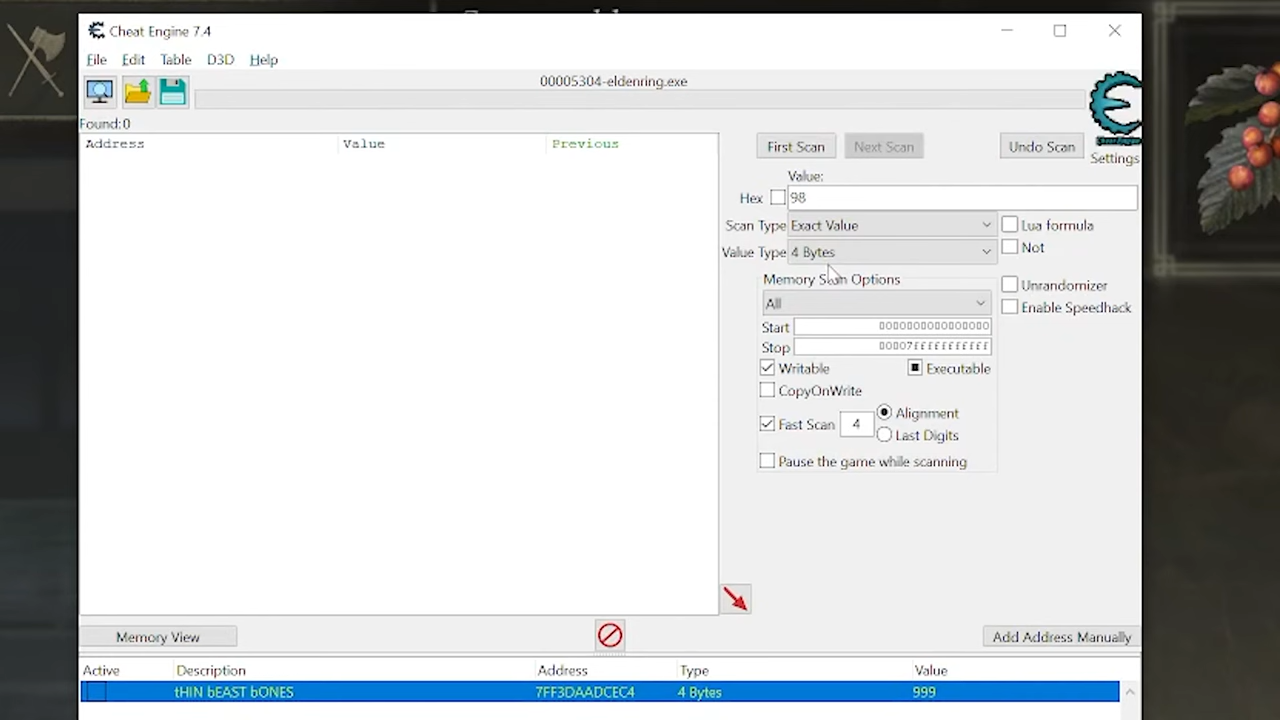 Cheat Engine 7.4
File Edit Table D3D Help
00005304-eldenring.exe
Found:0
Address Value Previous
First Scan Next Scan Undo Scan
Settings
Value:
Hex 98
Scan Type Exact Value Lua formula
Value Type 4 Bytes Not
Memory Scan Options
All Unrandomizer
Start 0000000000000000 Enable Speedhack
Stop 00007fffffffffff
Writable Executable
CopyOnWrite
Fast Scan 4 Alignment
Last Digits
Pause the game while scanning
Memory View Add Address Manually
Active Description Address Type Value
tHIN bEAST bONES 7FF3DAADCEC4 4 Bytes 999